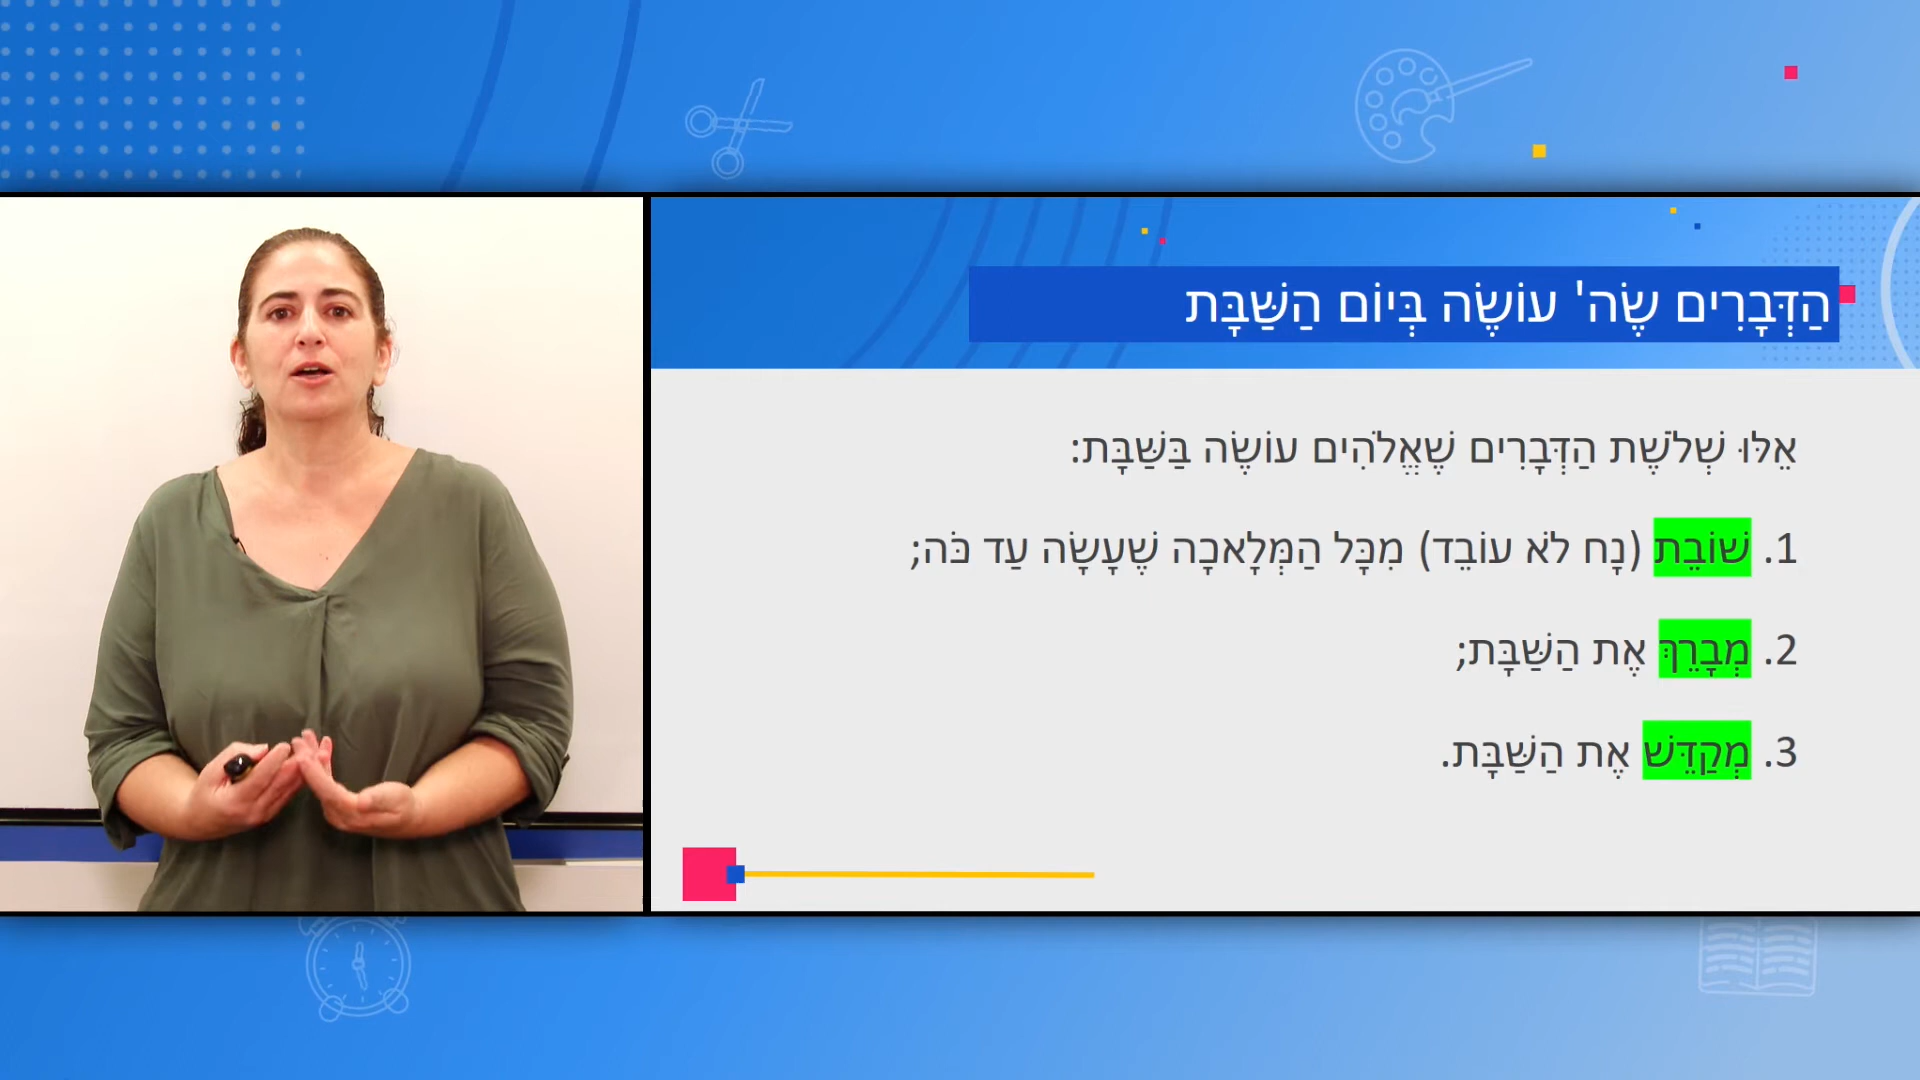 הַדְּבָרִים שֶׂה' עוֹשֶׂה בְּיוֹם הַשַּׁבָּת
אֵלּוּ שְׁלֹשֶׁת הַדְּבָרִים שֶׁאֱלֹהִים עוֹשֶׂה בַּשַּׁבָּת:
1. שׁוֹבֵת (נָח לֹא עוֹבֵד) מִכָּל הַמְּלָאכָה שֶׁעָשָׂה עַד כֹּה;
2. מְבָרֵךְ אֶת הַשַּׁבָּת;
3. מְקַדֵּשׁ אֶת הַשַּׁבָּת.